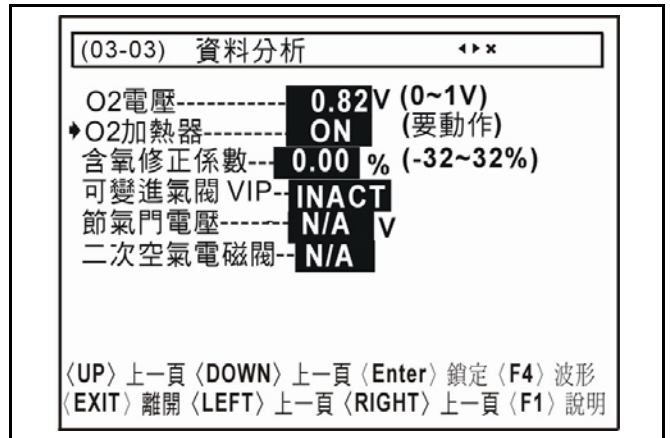 (03-03) 資料分析
O2電壓----------- 0.82 V (0~1V)
O2加熱器-------- ON (要動作)
含氧修正係數--- 0.00 % (-32~32%)
可變進氣閥 VIP-- INACT
節氣門電壓------- N/A V
二次空氣電磁閥-- N/A
〈UP〉上一頁〈DOWN〉上一頁〈Enter〉鎖定〈F4〉波形
〈EXIT〉離開〈LEFT〉上一頁〈RIGHT〉上一頁〈F1〉說明